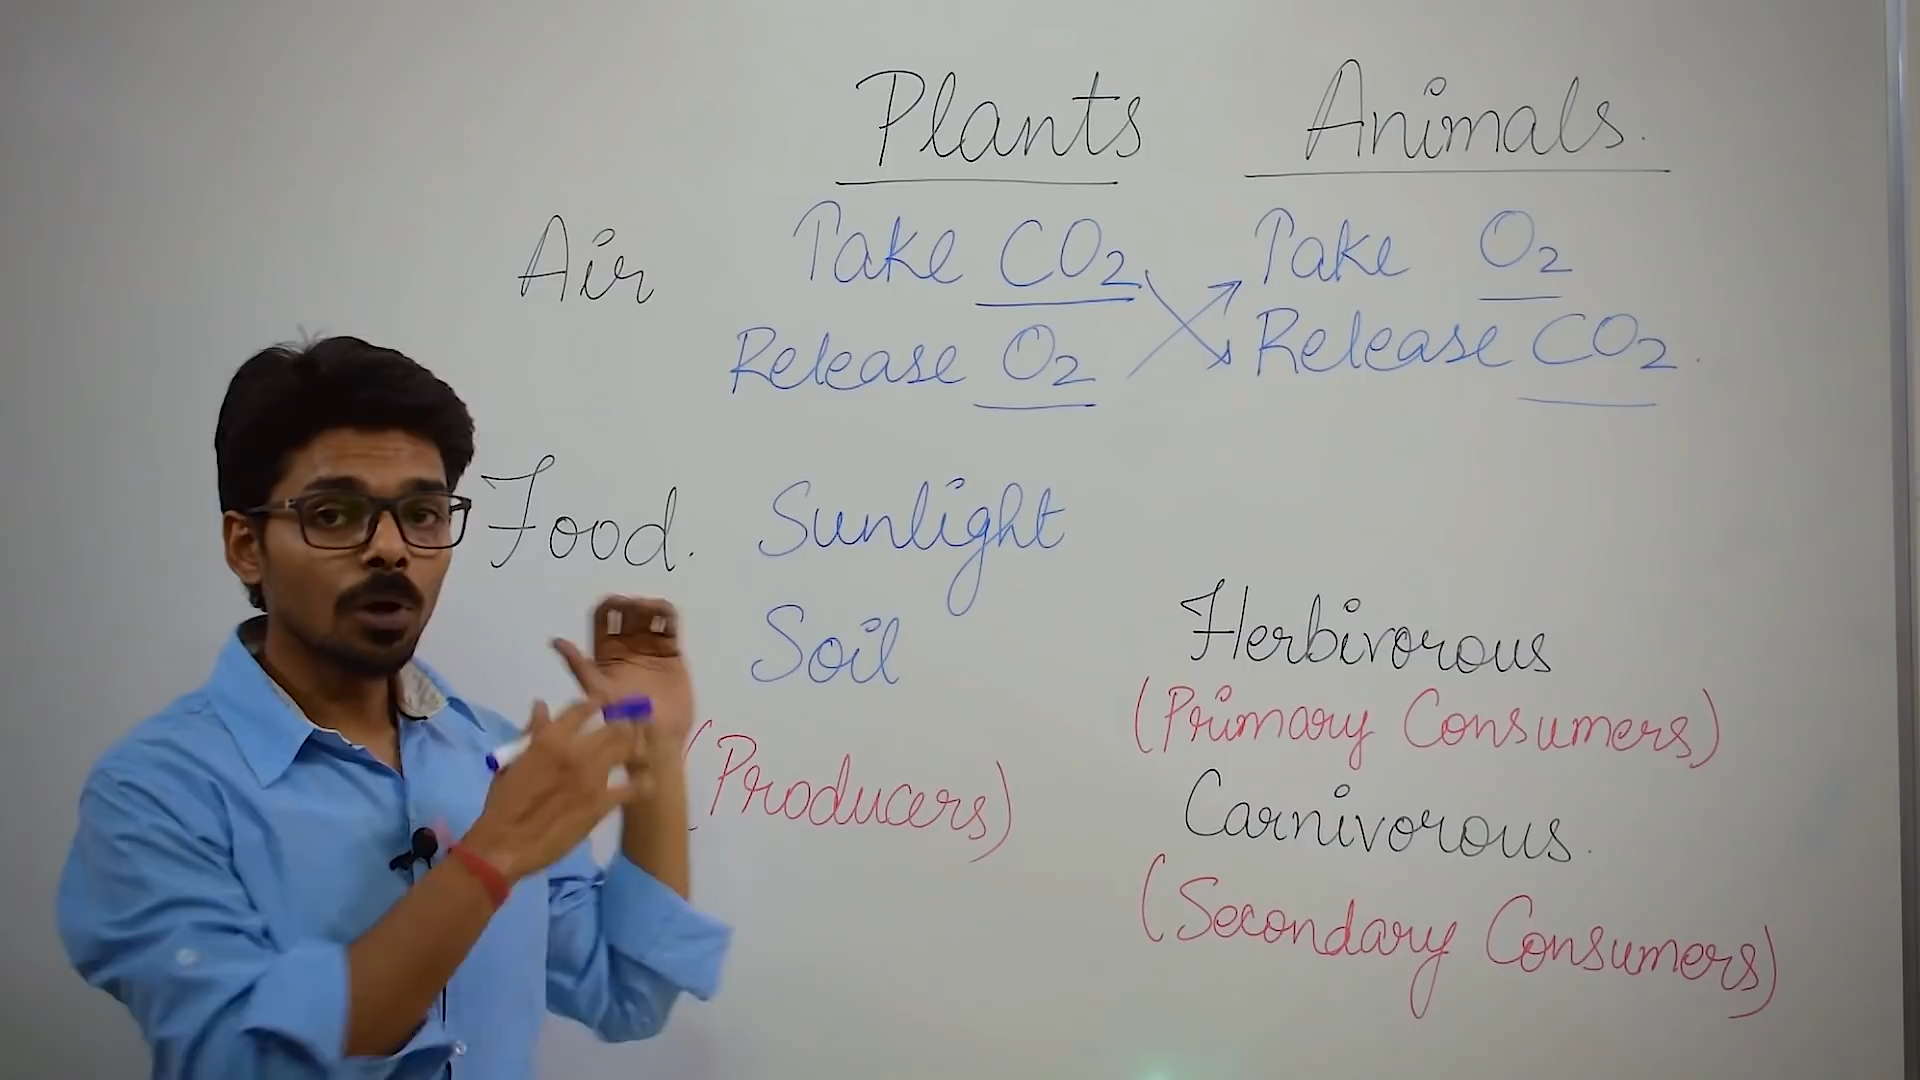 Plants Animals.
Air Take CO2 Take O2
Release O2 Release CO2.
Food. Sunlight
Soil Herbivorous
(Primary Consumers)
(Producers) Carnivorous.
(Secondary Consumers)